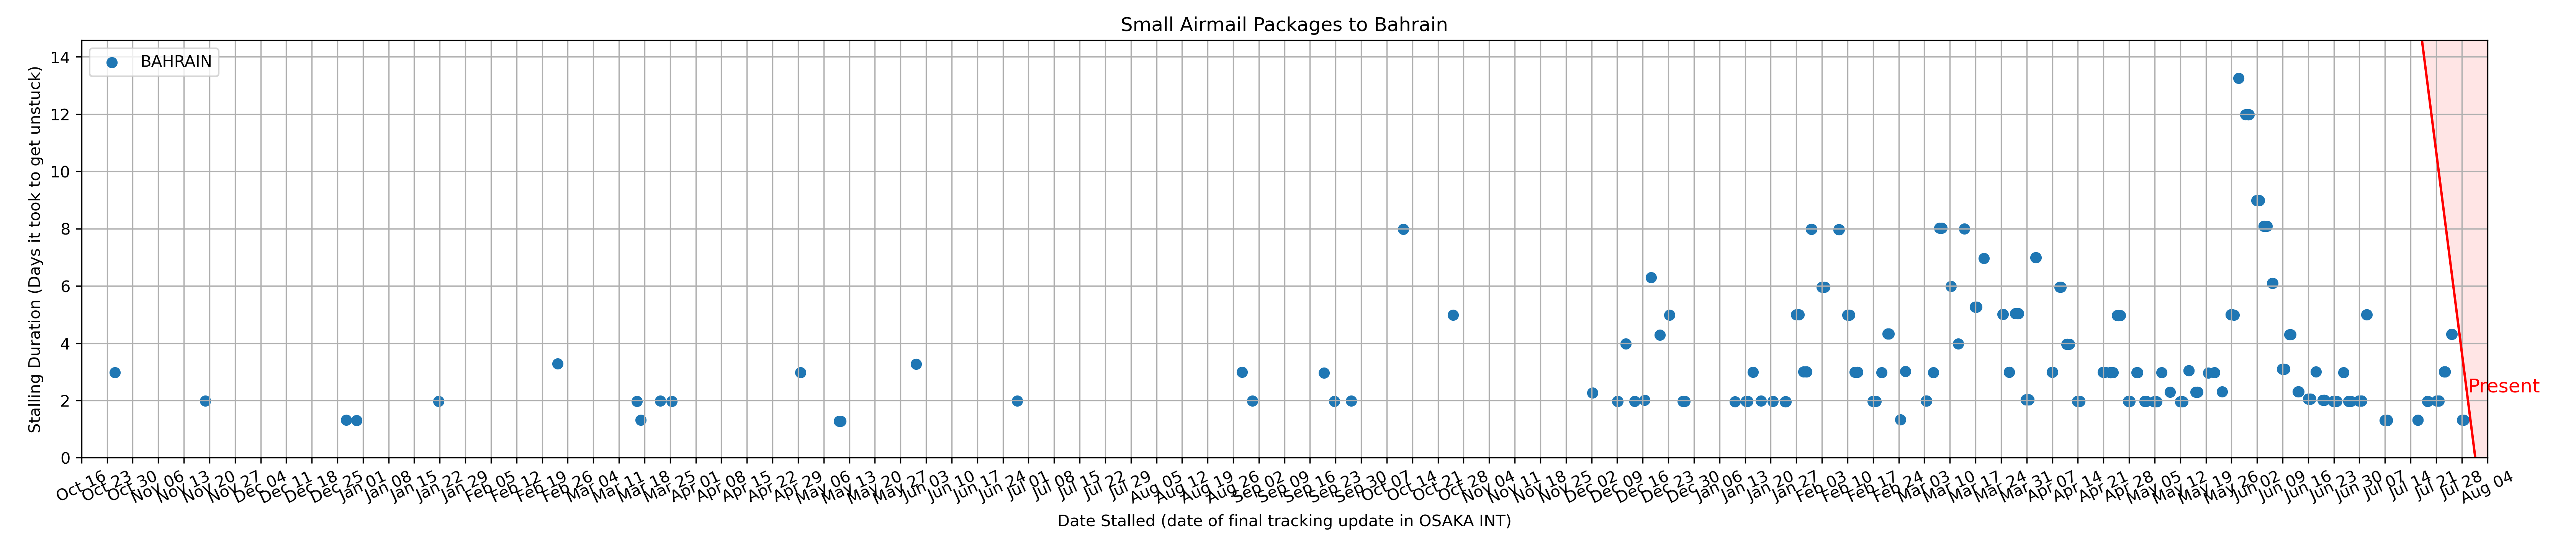 Small Airmail Packages to Bahrain
BAHRAIN
Stalling Duration (Days it took to get unstuck)
14
12
10
8
6
4
2
0
Present
Oct 16
Oct 23
Oct 30
Nov 06
Nov 13
Nov 20
Nov 27
Dec 04
Dec 11
Dec 18
Dec 25
Jan 01
Jan 08
Jan 15
Jan 22
Jan 29
Feb 05
Feb 12
Feb 19
Feb 26
Mar 04
Mar 11
Mar 18
Mar 25
Apr 01
Apr 08
Apr 15
Apr 22
Apr 29
May 06
May 13
May 20
May 27
Jun 03
Jun 10
Jun 17
Jun 24
Jul 01
Jul 08
Jul 15
Jul 22
Jul 29
Aug 05
Aug 12
Aug 19
Aug 26
Sep 02
Sep 09
Sep 16
Sep 23
Sep 30
Oct 07
Oct 14
Oct 21
Oct 28
Nov 04
Nov 11
Nov 18
Nov 25
Dec 02
Dec 09
Dec 16
Dec 23
Dec 30
Jan 06
Jan 13
Jan 20
Jan 27
Feb 03
Feb 10
Feb 17
Feb 24
Mar 03
Mar 10
Mar 17
Mar 24
Mar 31
Apr 07
Apr 14
Apr 21
Apr 28
May 05
May 12
May 19
May 26
Jun 02
Jun 09
Jun 16
Jun 23
Jun 30
Jul 07
Jul 14
Jul 21
Jul 28
Aug 04
Date Stalled (date of final tracking update in OSAKA INT)